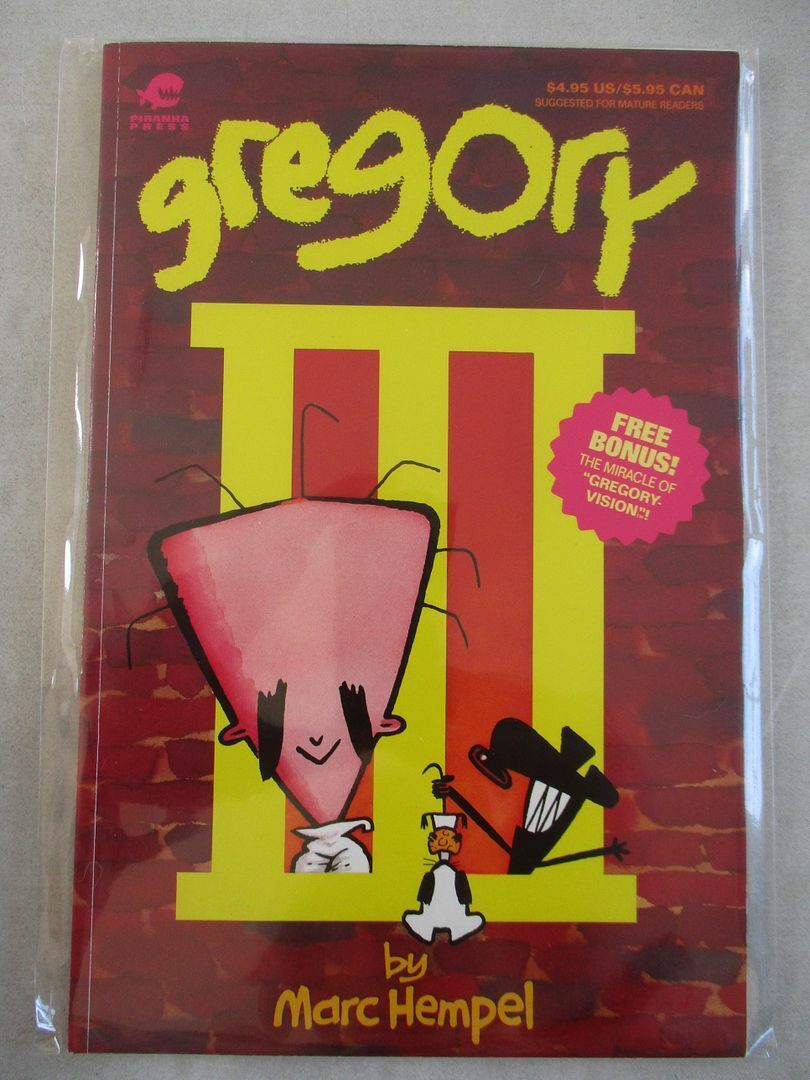 PIRANHA
PRESS
$4.95 US/$5.95 CAN
SUGGESTED FOR MATURE READERS
gregory
III
FREE
BONUS!
THE MIRACLE OF
"GREGORY-
VISION™"!
by
Marc Hempel